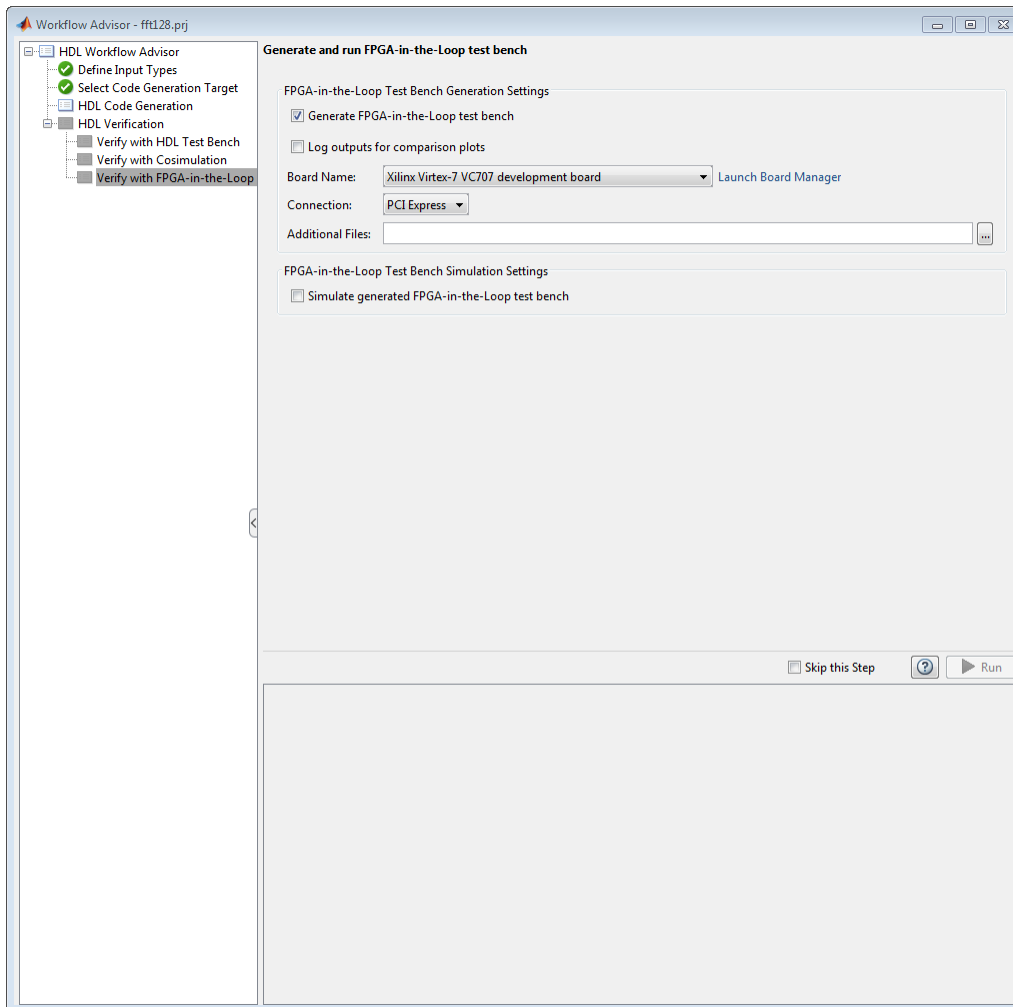 Workflow Advisor - fft128.prj
HDL Workflow Advisor
Define Input Types
Select Code Generation Target
HDL Code Generation
HDL Verification
Verify with HDL Test Bench
Verify with Cosimulation
Verify with FPGA-in-the-Loop
Generate and run FPGA-in-the-Loop test bench
FPGA-in-the-Loop Test Bench Generation Settings
Generate FPGA-in-the-Loop test bench
Log outputs for comparison plots
Board Name: Xilinx Virtex-7 VC707 development board Launch Board Manager
Connection: PCI Express
Additional Files: ...
FPGA-in-the-Loop Test Bench Simulation Settings
Simulate generated FPGA-in-the-Loop test bench
Skip this Step ? Run